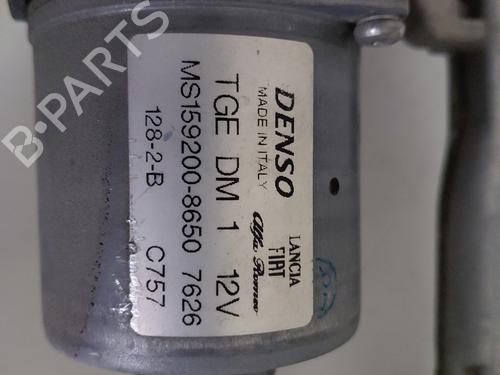 DENSO
MADE IN ITALY
LANCIA
FIAT
Alfa Romeo
TGE DM 1 12V
MS159200-8650 7626
128-2-B C757
B-PARTS